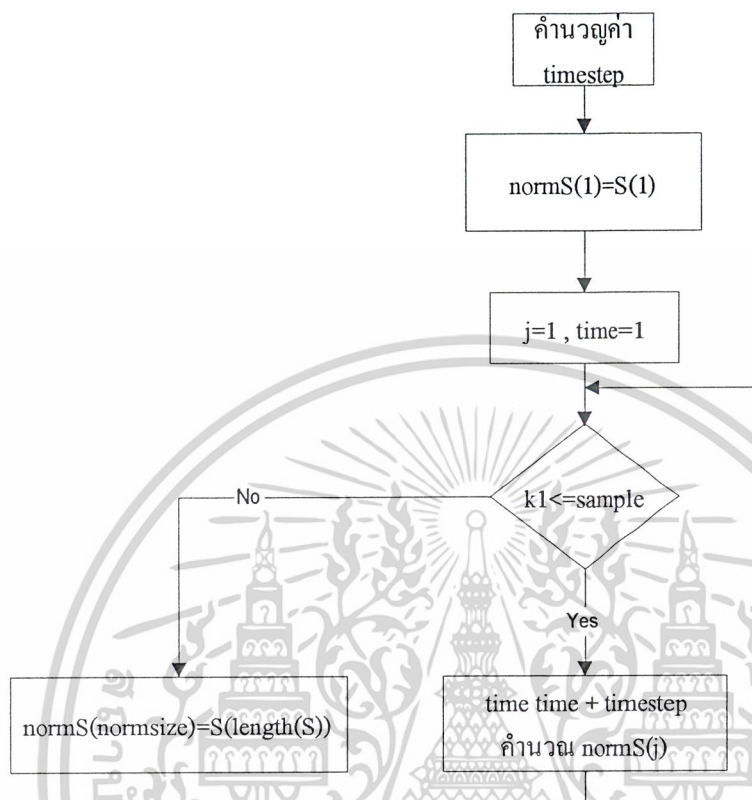 คำนวญค่า
timestep
normS(1)=S(1)
j=1 , time=1
k1<=sample
No
Yes
normS(normsize)=S(length(S))
time time + timestep
คำนวณ normS(j)